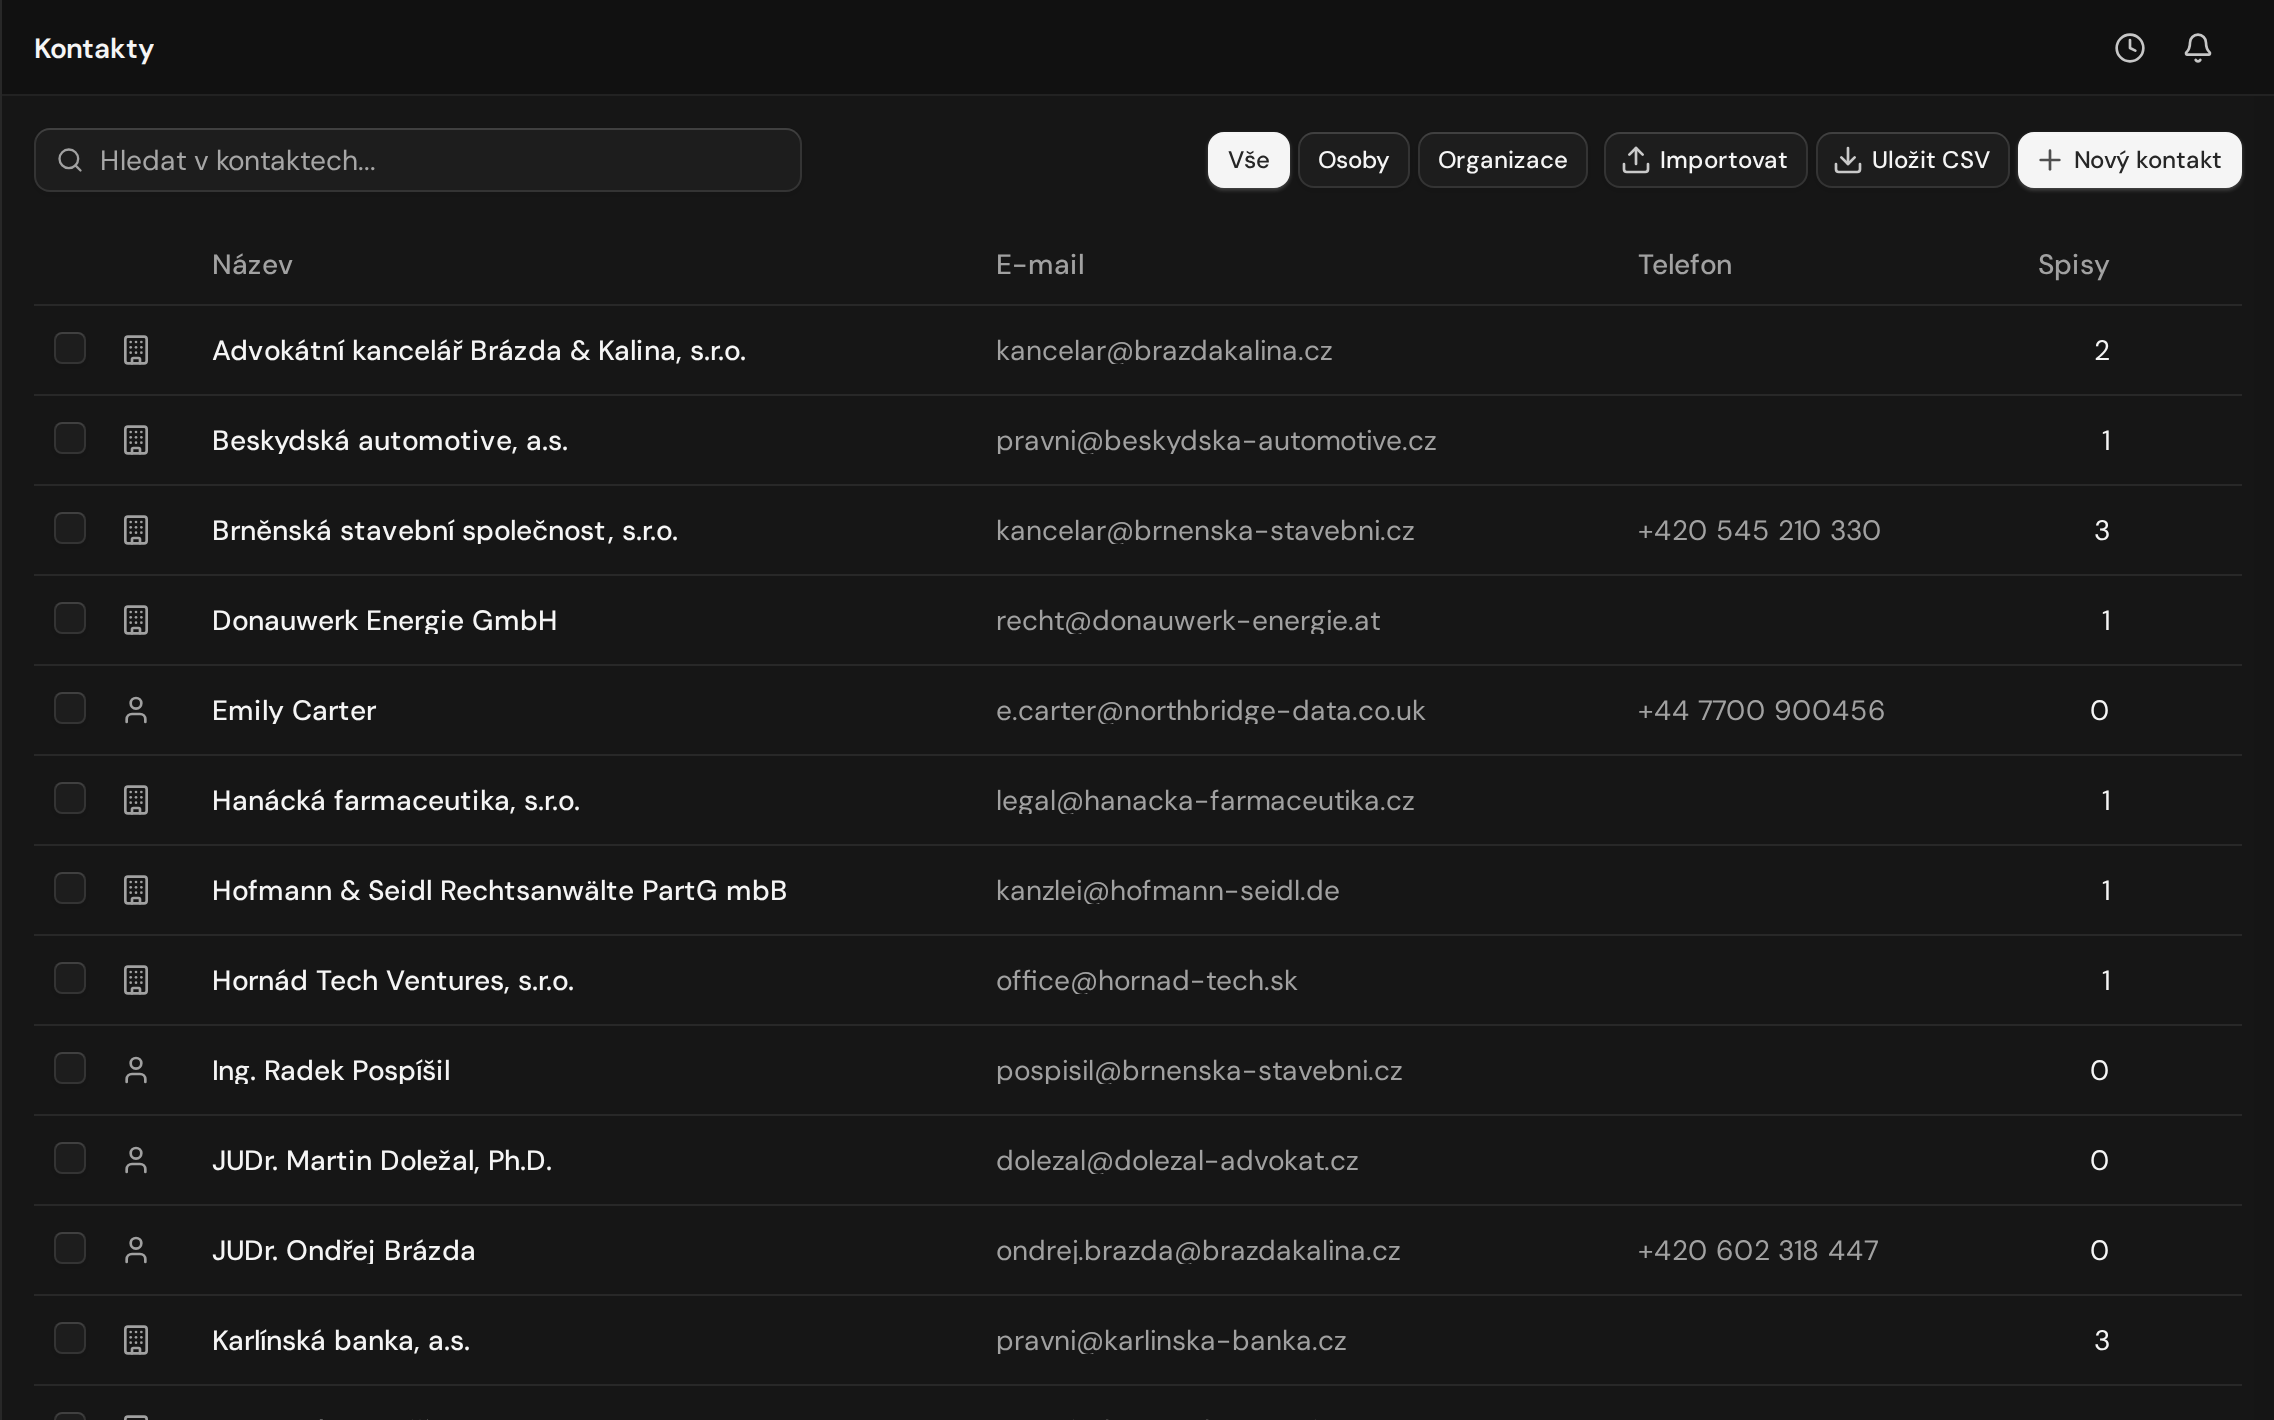 Kontakty
Hledat v kontaktech...
Vše Osoby Organizace Importovat Uložit CSV Nový kontakt
Název E-mail Telefon Spisy
Advokátní kancelář Brázda & Kalina, s.r.o. kancelar@brazdakalina.cz 2
Beskydská automotive, a.s. pravni@beskydska-automotive.cz 1
Brněnská stavební společnost, s.r.o. kancelar@brnenska-stavebni.cz +420 545 210 330 3
Donauwerk Energie GmbH recht@donauwerk-energie.at 1
Emily Carter e.carter@northbridge-data.co.uk +44 7700 900456 0
Hanácká farmaceutika, s.r.o. legal@hanacka-farmaceutika.cz 1
Hofmann & Seidl Rechtsanwälte PartG mbB kanzlei@hofmann-seidl.de 1
Hornád Tech Ventures, s.r.o. office@hornad-tech.sk 1
Ing. Radek Pospíšil pospisil@brnenska-stavebni.cz 0
JUDr. Martin Doležal, Ph.D. dolezal@dolezal-advokat.cz 0
JUDr. Ondřej Brázda ondrej.brazda@brazdakalina.cz +420 602 318 447 0
Karlínská banka, a.s. pravni@karlinska-banka.cz 3